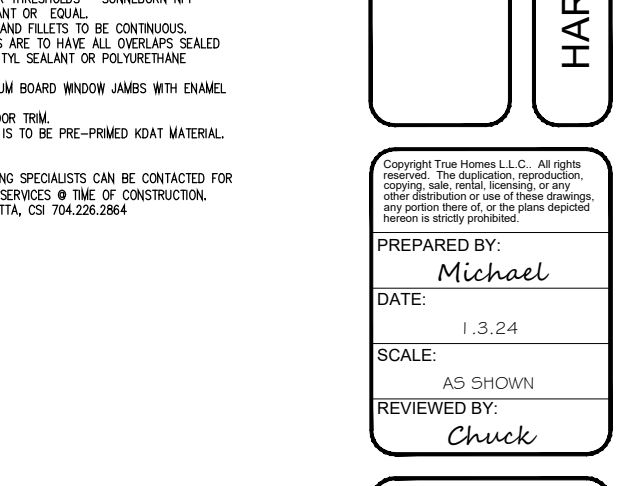 ANT OR EQUAL.
AND FILLETS TO BE CONTINUOUS.
S ARE TO HAVE ALL OVERLAPS SEALED
TYL SEALANT OR POLYURETHANE
UM BOARD WINDOW JAMBS WITH ENAMEL
OOR TRIM.
IS TO BE PRE-PRIMED KDAT MATERIAL.
NG SPECIALISTS CAN BE CONTACTED FOR
SERVICES @ TIME OF CONSTRUCTION.
TTA, CSI 704.226.2864
HAR
Copyright True Homes L.L.C.. All rights
reserved. The duplication, reproduction,
copying, sale, rental, licensing, or any
other distribution or use of these drawings,
any portion there of, or the plans depicted
hereon is strictly prohibited.
PREPARED BY:
Michael
DATE:
1.3.24
SCALE:
AS SHOWN
REVIEWED BY:
Chuck